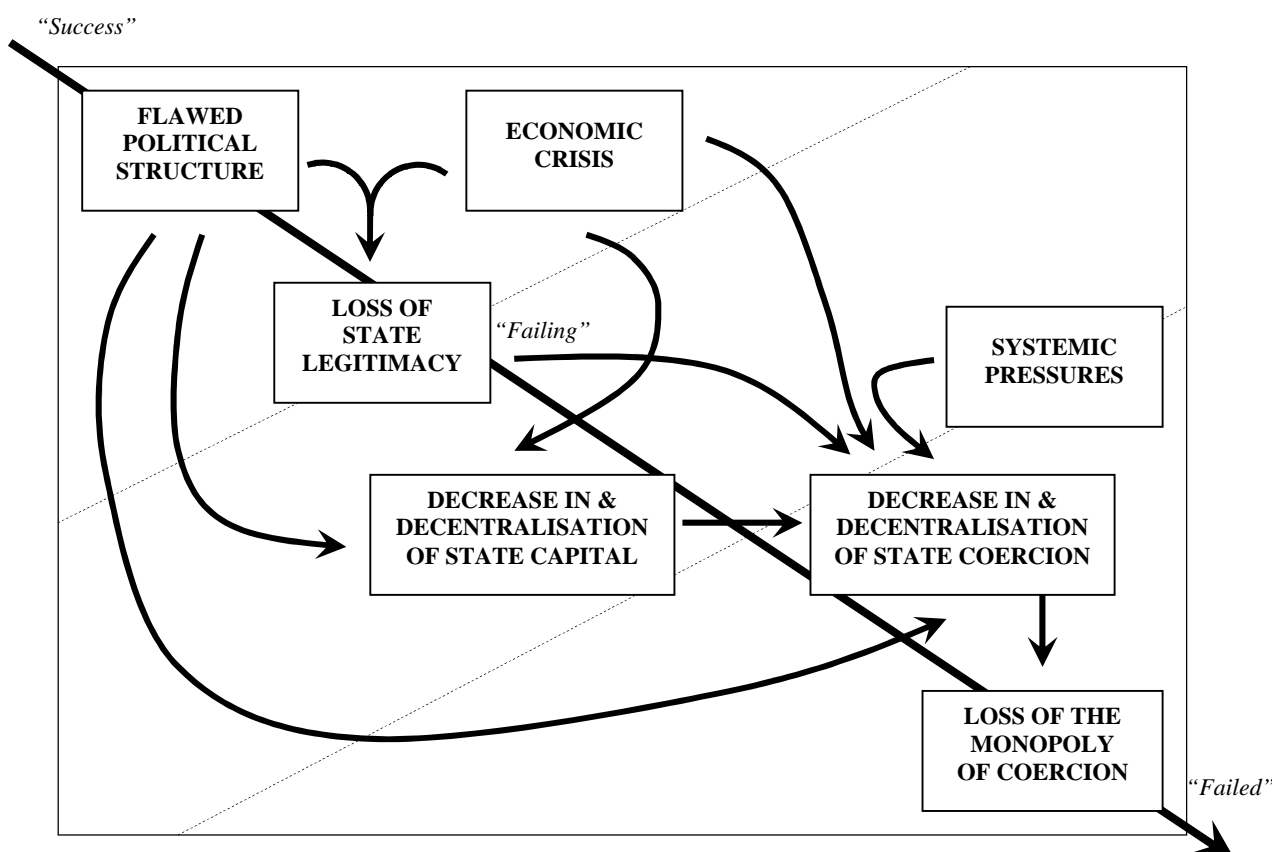 “Success”
FLAWED
POLITICAL
STRUCTURE
ECONOMIC
CRISIS
LOSS OF
STATE
LEGITIMACY
“Failing”
SYSTEMIC
PRESSURES
DECREASE IN &
DECENTRALISATION
OF STATE CAPITAL
DECREASE IN &
DECENTRALISATION
OF STATE COERCION
LOSS OF THE
MONOPOLY
OF COERCION
“Failed”